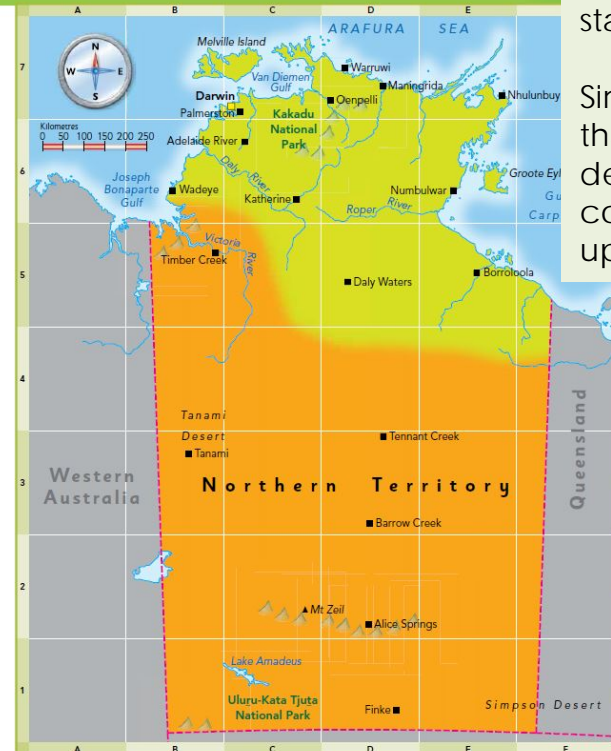 A B C D E
ARAFURA SEA
7
N
W E
S
Melville Island
Warruwi
Van Diemen
Gulf
Maningrida
Nhulunbuy
Darwin
Oenpelli
Palmerston
Kakadu
National
Park
Kilometres
0 50 100 150 200 250
Adelaide River
6
Joseph
Bonaparte
Gulf
Daly River
Wadeye
Katherine
Numbulwar
Groote Eyl
Gu
Carp
Roper River
Victoria River
Timber Creek
5
Daly Waters
Borroloola
4
Tanami
Desert
Tennant Creek
Tanami
Queensland
Western
Australia
3
Northern Territory
Barrow Creek
2
Mt Zeil
Alice Springs
Lake Amadeus
1
Uluru-Kata Tjuta
National Park
Finke
Simpson Desert
A B C D E F
sta
Sin
th
de
co
up